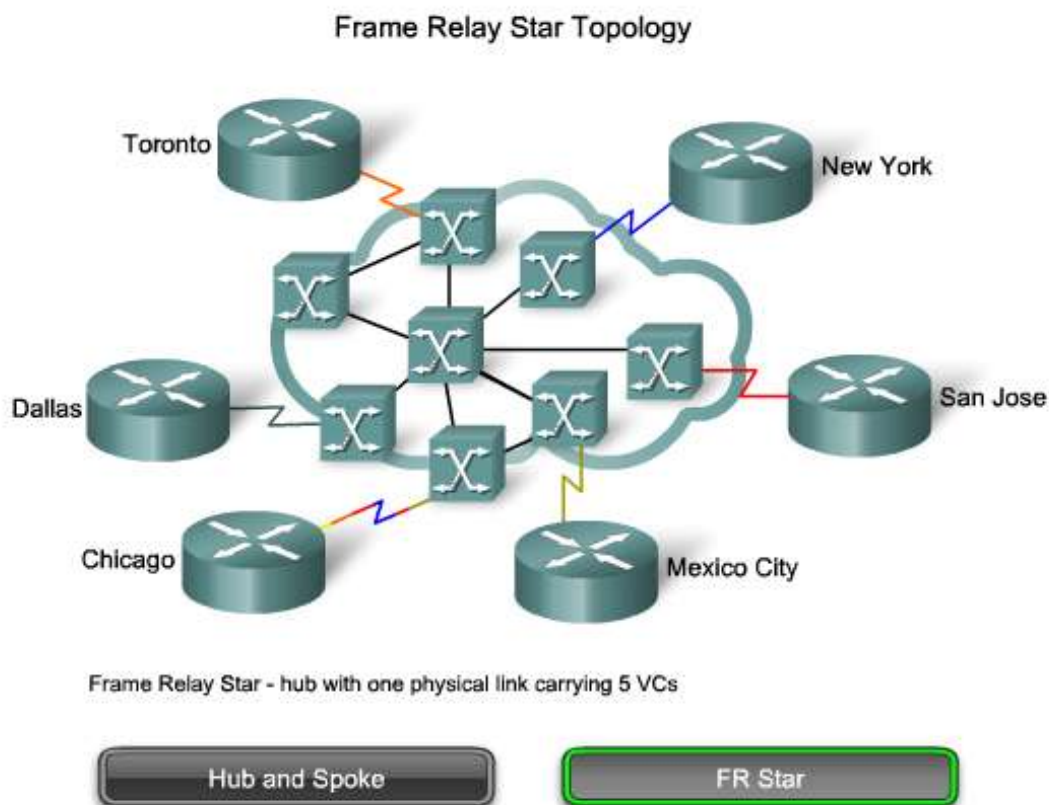 Frame Relay Star Topology
Toronto
New York
Dallas
San Jose
Chicago
Mexico City
Frame Relay Star - hub with one physical link carrying 5 VCs
Hub and Spoke
FR Star